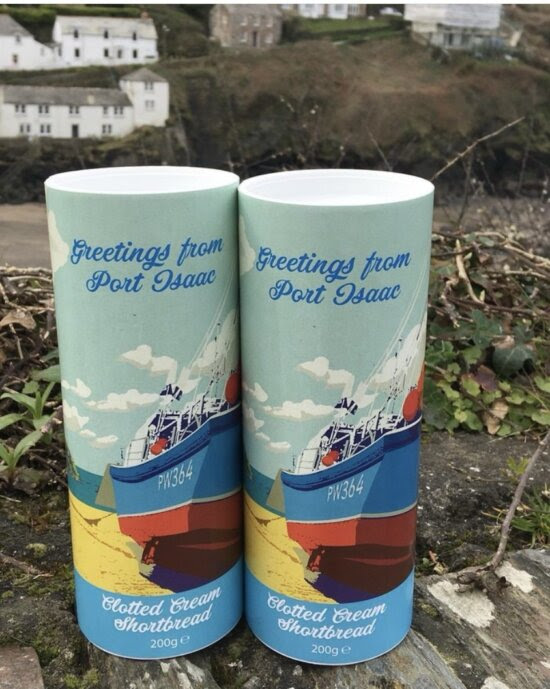 Greetings from
Port Isaac
PW364
Clotted Cream
Shortbread
200g ℮
Greetings from
Port Isaac
PW364
Clotted Cream
Shortbread
200g ℮